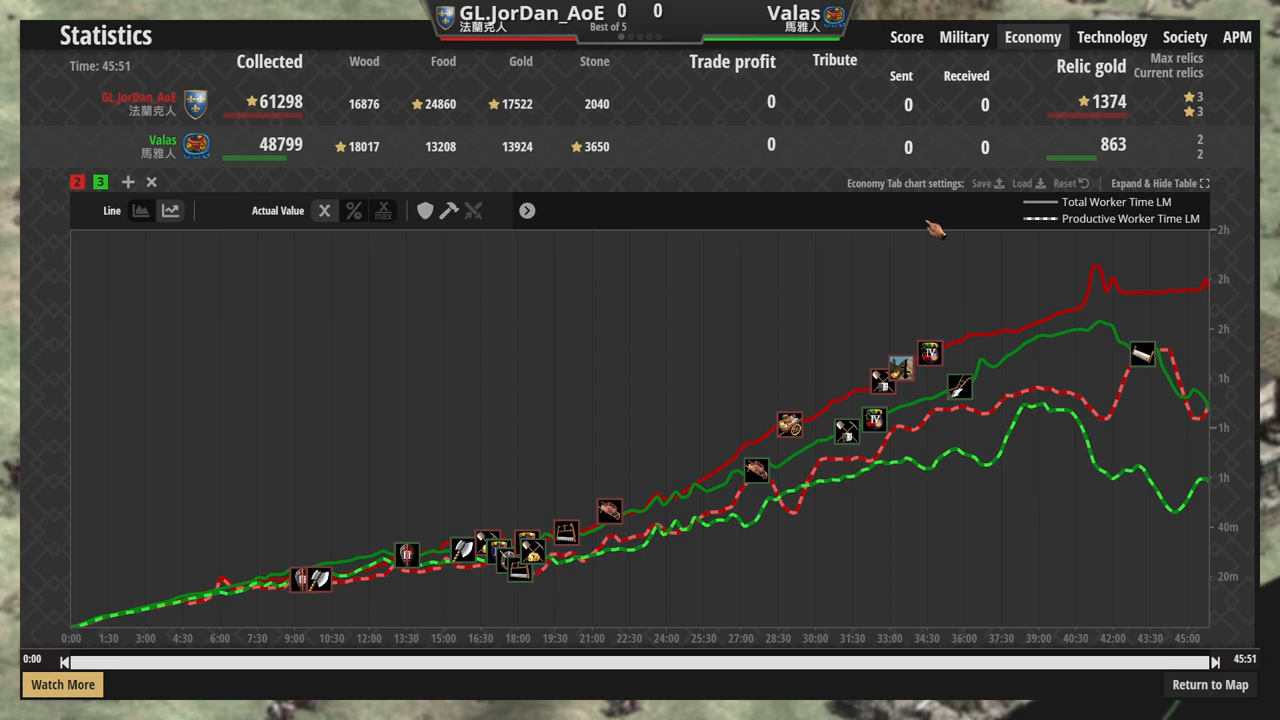 GL.JorDan_AoE 0 0 Valas
法蘭克人 Best of 5 馬雅人
Statistics
Score Military Economy Technology Society APM
Time: 45:51
Collected Wood Food Gold Stone Trade profit Tribute Sent Received Relic gold Max relics
Current relics
GL.JorDan_AoE
法蘭克人
61298 16876 24860 17522 2040 0 0 0 1374 3
3
Valas
馬雅人
48799 18017 13208 13924 3650 0 0 0 863 2
2
2 3
Economy Tab chart settings: Save Load Reset Expand & Hide Table
Line Actual Value X % X max
Total Worker Time LM
Productive Worker Time LM
2h
2h
2h
1h
1h
1h
40m
20m
IV
IV
II
II
0:00 1:30 3:00 4:30 6:00 7:30 9:00 10:30 12:00 13:30 15:00 16:30 18:00 19:30 21:00 22:30 24:00 25:30 27:00 28:30 30:00 31:30 33:00 34:30 36:00 37:30 39:00 40:30 42:00 43:30 45:00
0:00 45:51
Watch More Return to Map